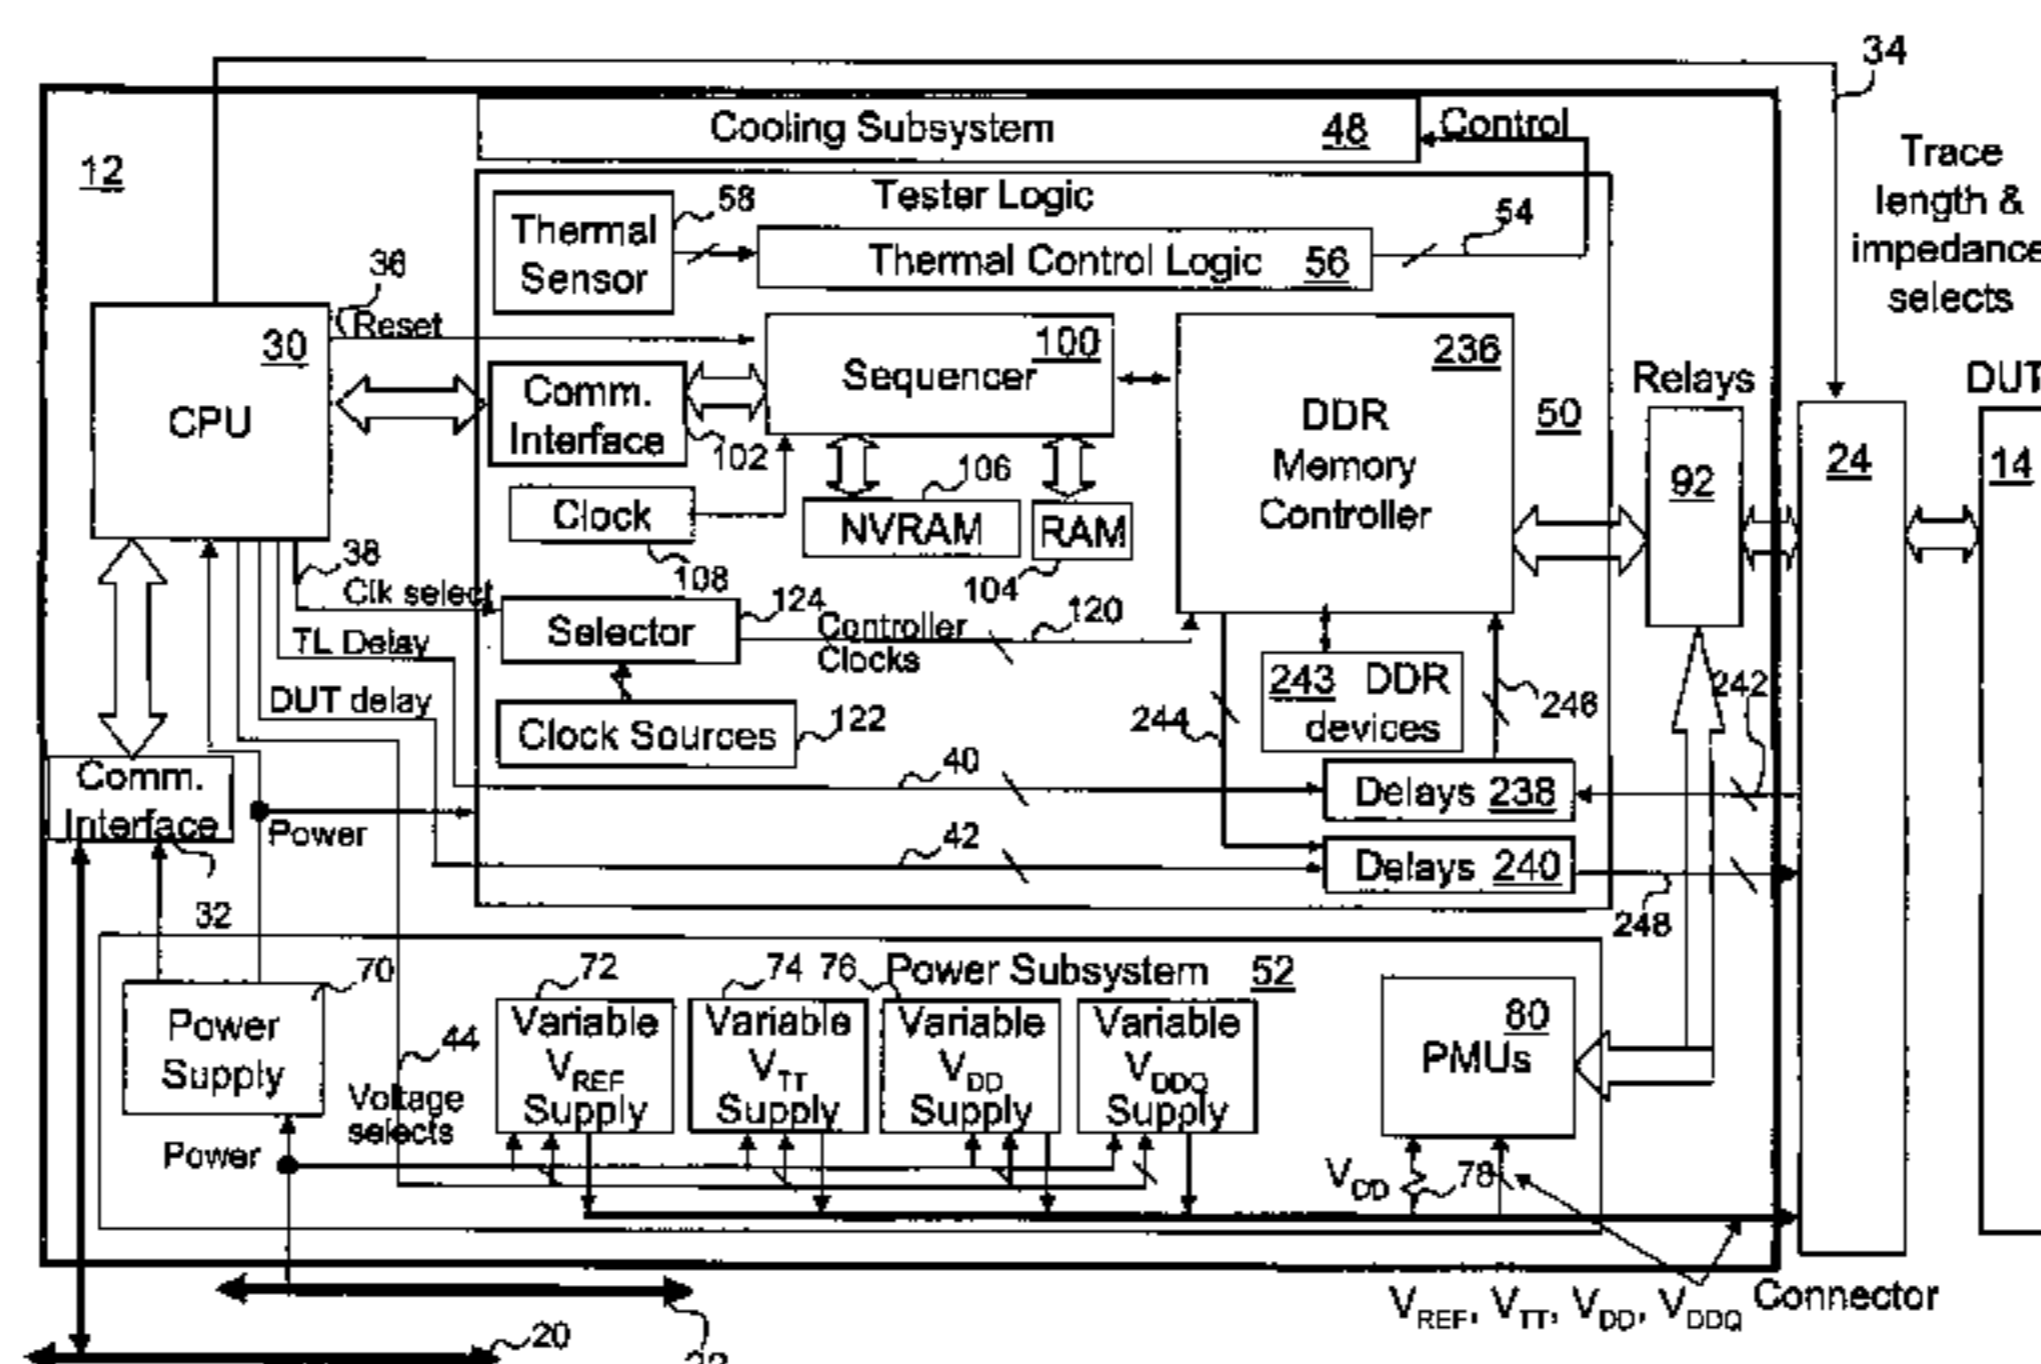 34
Cooling Subsystem 48
Control
12
Trace
length &
impedance
selects
Tester Logic
Thermal
Sensor
58
Thermal Control Logic 56
54
36
Reset
30
CPU
Comm.
Interface
102
Sequencer 100
236
DDR
Memory
Controller
50
Relays
92
24
DUT
14
Clock
108
NVRAM
106
RAM
104
38
Clk select
Selector
124
Controller
Clocks
120
TL Delay
DUT delay
Clock Sources
122
243 DDR
devices
244
246
242
40
Delays 238
42
Delays 240
248
Comm.
Interface
32
Power
Power Subsystem 52
70
Power
Supply
72
Variable
VREF
Supply
74
Variable
VTT
Supply
76
Variable
VDD
Supply
Variable
VDDQ
Supply
80
PMUs
44
Voltage
selects
Power
VDD
78
VREF, VTT, VDD, VDDQ
Connector
20